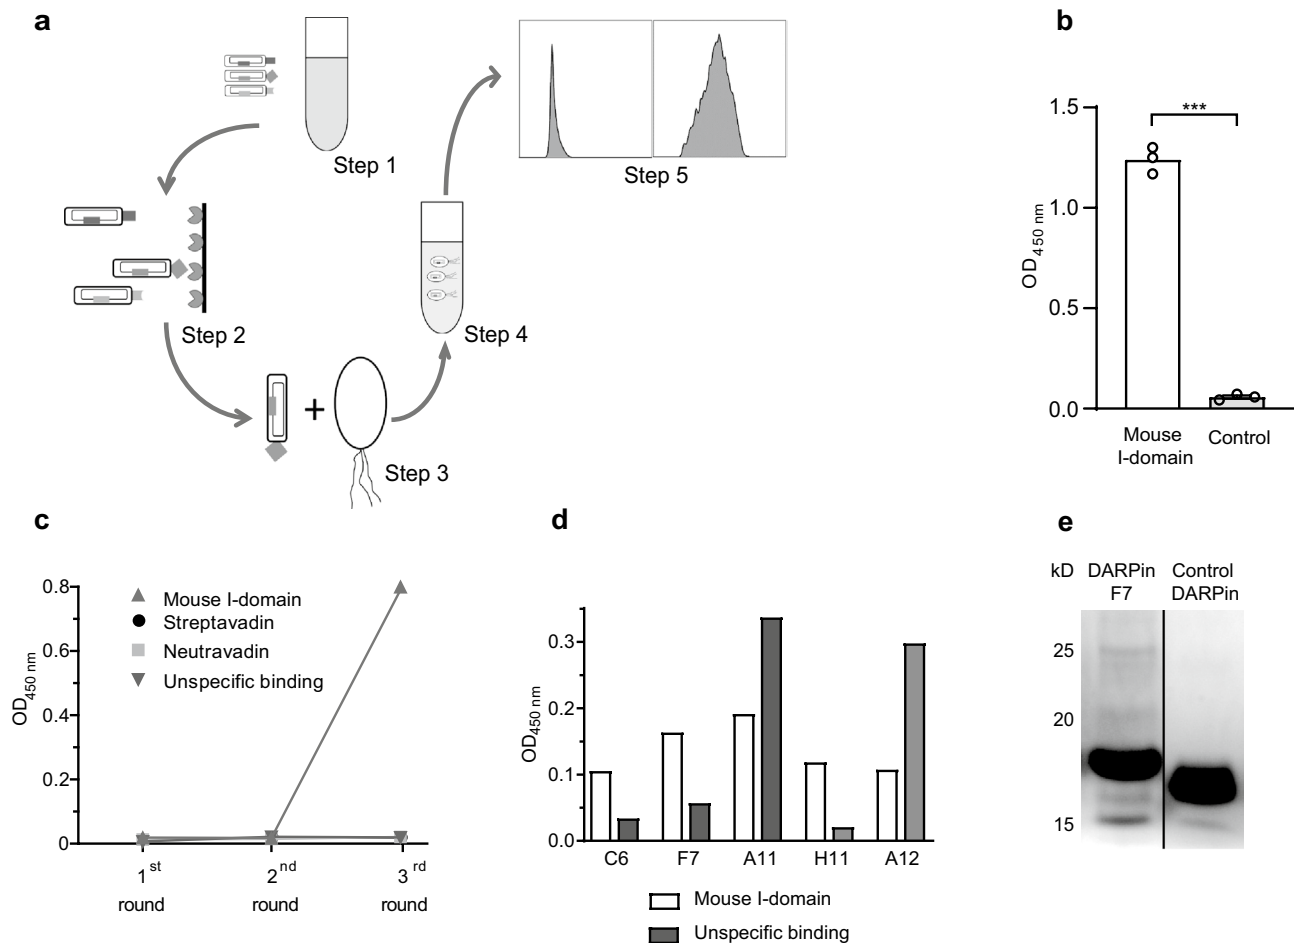 a
Step 1
Step 2
Step 3
Step 4
Step 5
b
OD450 nm
1.5
1.0
0.5
0.0
***
Mouse
I-domain
Control
c
OD450 nm
0.8
0.6
0.4
0.2
0
Mouse I-domain
Streptavadin
Neutravadin
Unspecific binding
1st
round
2nd
round
3rd
round
d
OD450 nm
0.3
0.2
0.1
0.0
C6
F7
A11
H11
A12
Mouse I-domain
Unspecific binding
e
kD
DARPin
F7
Control
DARPin
25
20
15